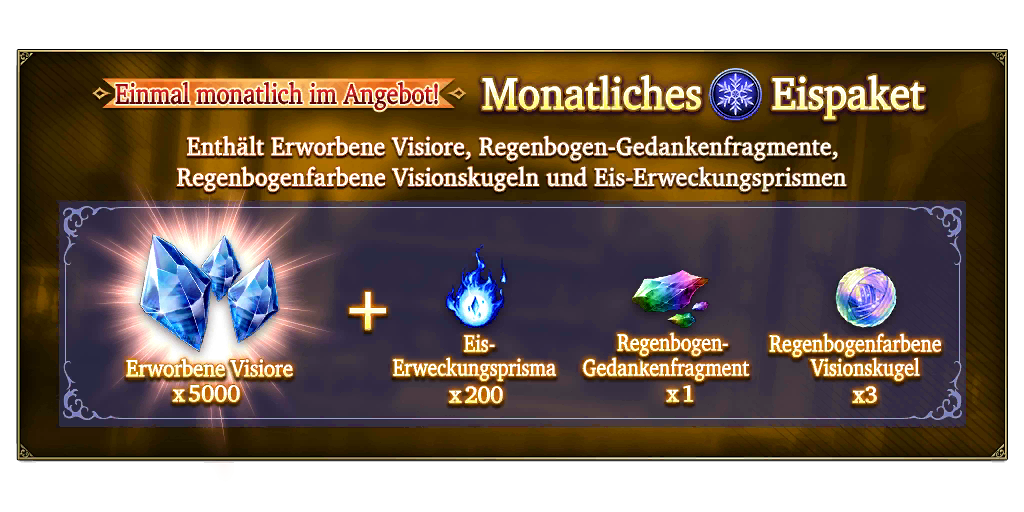 Einmal monatlich im Angebot!
Monatliches Eispaket
Enthält Erworbene Visiore, Regenbogen-Gedankenfragmente,
Regenbogenfarbene Visionskugeln und Eis-Erweckungsprismen
Erworbene Visiore
x5000
+
Eis-
Erweckungsprisma
x200
Regenbogen-
Gedankenfragment
x1
Regenbogenfarbene
Visionskugel
x3